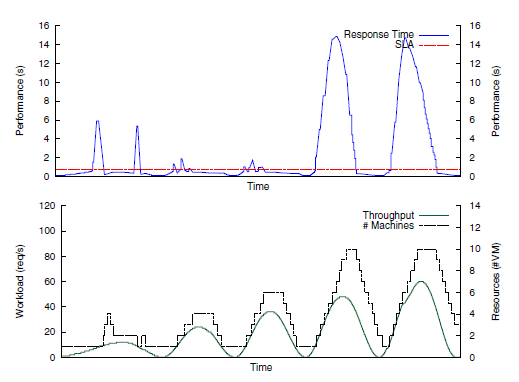 16 16
14 Response Time 14
12 SLA 12
10 10
8 8
6 6
4 4
2 2
0 0
Performance (s)
Performance (s)
Time
120 14
100 Throughput 12
# Machines
80 10
60 8
40 6
20 4
0 2
0
Workload (req/s)
Resources (#VM)
Time